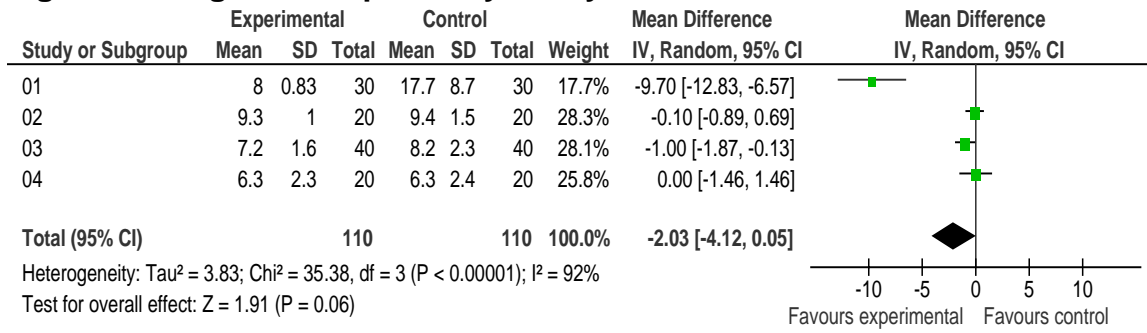 Experimental Control Mean Difference Mean Difference
Study or Subgroup Mean SD Total Mean SD Total Weight IV, Random, 95% CI IV, Random, 95% CI
01 8 0.83 30 17.7 8.7 30 17.7% -9.70 [-12.83, -6.57]
02 9.3 1 20 9.4 1.5 20 28.3% -0.10 [-0.89, 0.69]
03 7.2 1.6 40 8.2 2.3 40 28.1% -1.00 [-1.87, -0.13]
04 6.3 2.3 20 6.3 2.4 20 25.8% 0.00 [-1.46, 1.46]
Total (95% CI) 110 110 100.0% -2.03 [-4.12, 0.05]
Heterogeneity: Tau² = 3.83; Chi² = 35.38, df = 3 (P < 0.00001); I² = 92%
Test for overall effect: Z = 1.91 (P = 0.06)
-10 -5 0 5 10
Favours experimental Favours control